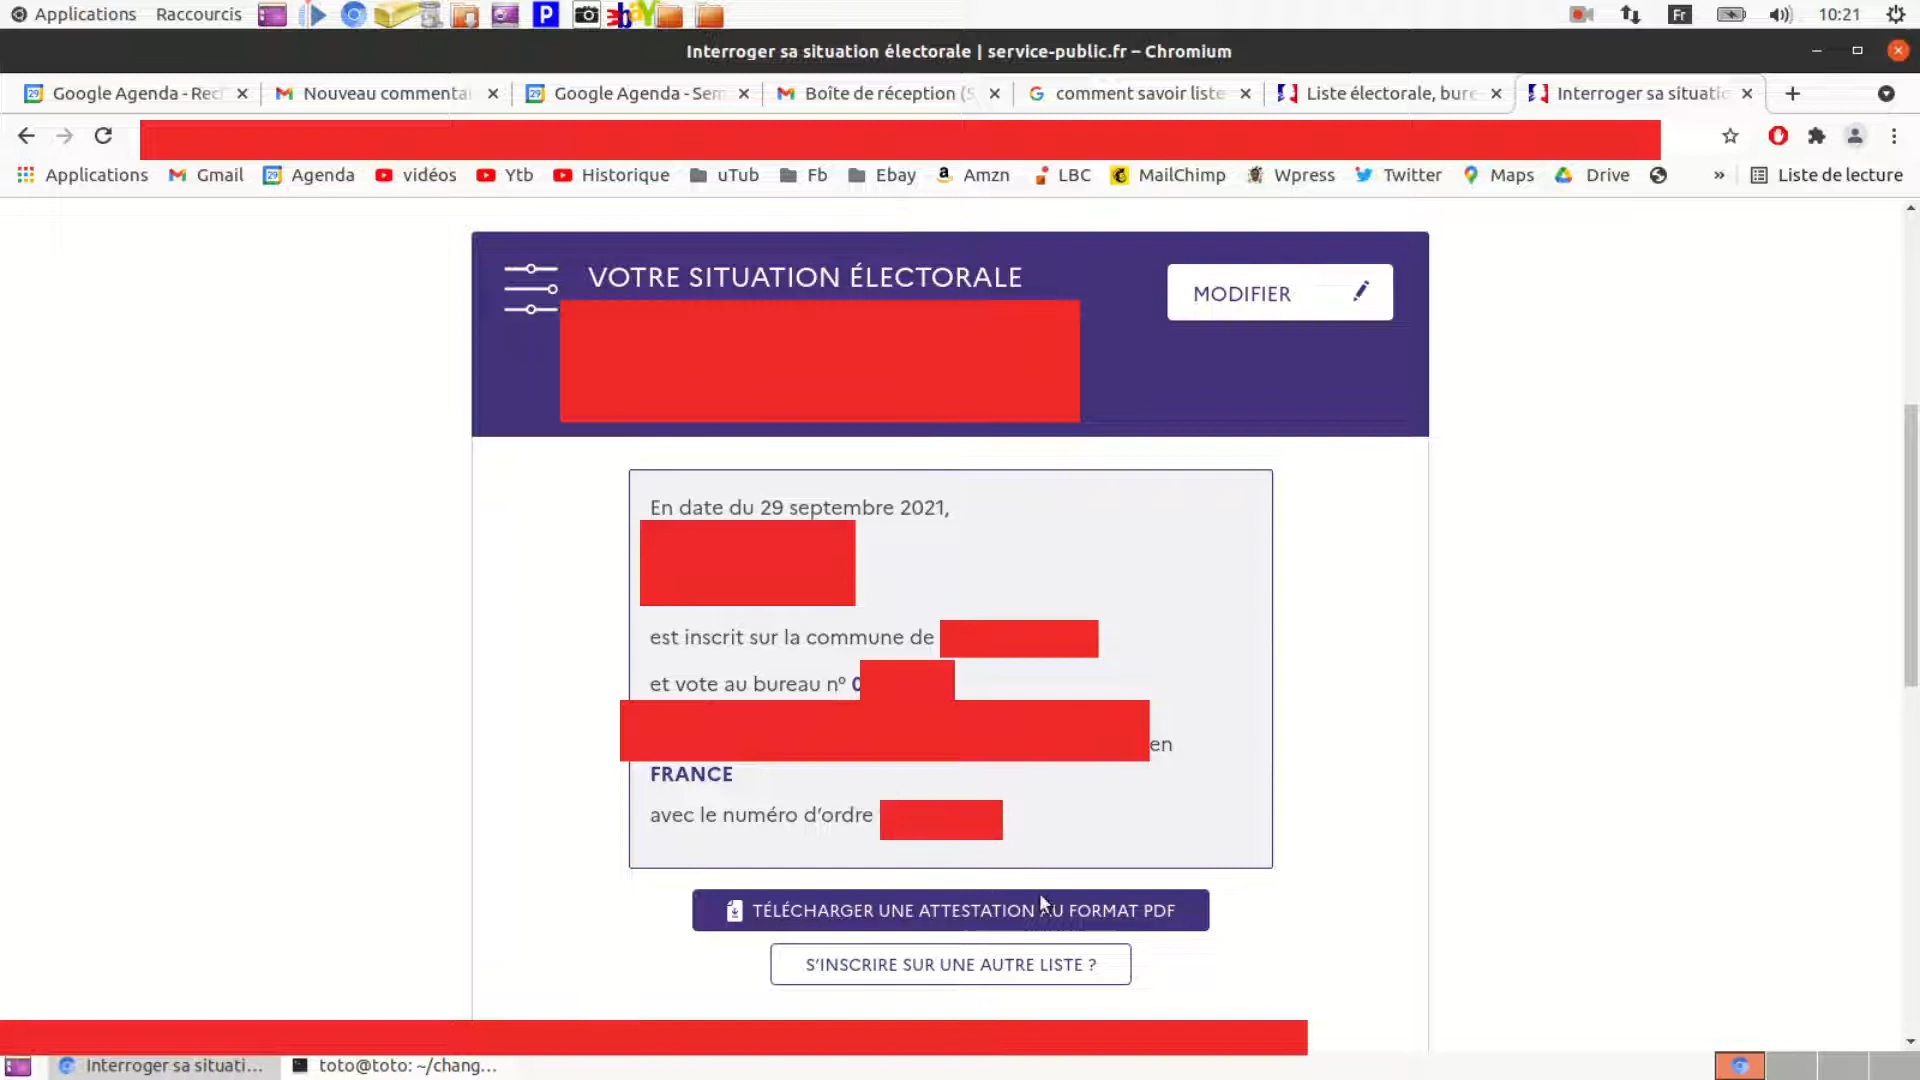 Applications Raccourcis P ebay Fr 10:21
Interroger sa situation électorale | service-public.fr – Chromium
Google Agenda - Rec Nouveau commenta Google Agenda - Sem Boîte de réception (S comment savoir liste Liste électorale, bure Interroger sa situatio
Applications Gmail Agenda vidéos Ytb Historique uTub Fb Ebay Amzn LBC MailChimp Wpress Twitter Maps Drive » Liste de lecture
VOTRE SITUATION ÉLECTORALE
MODIFIER
En date du 29 septembre 2021,
est inscrit sur la commune de
et vote au bureau n° 0
en
FRANCE
avec le numéro d’ordre
TÉLÉCHARGER UNE ATTESTATION AU FORMAT PDF
S’INSCRIRE SUR UNE AUTRE LISTE ?
Interroger sa situati... toto@toto: ~/chang...